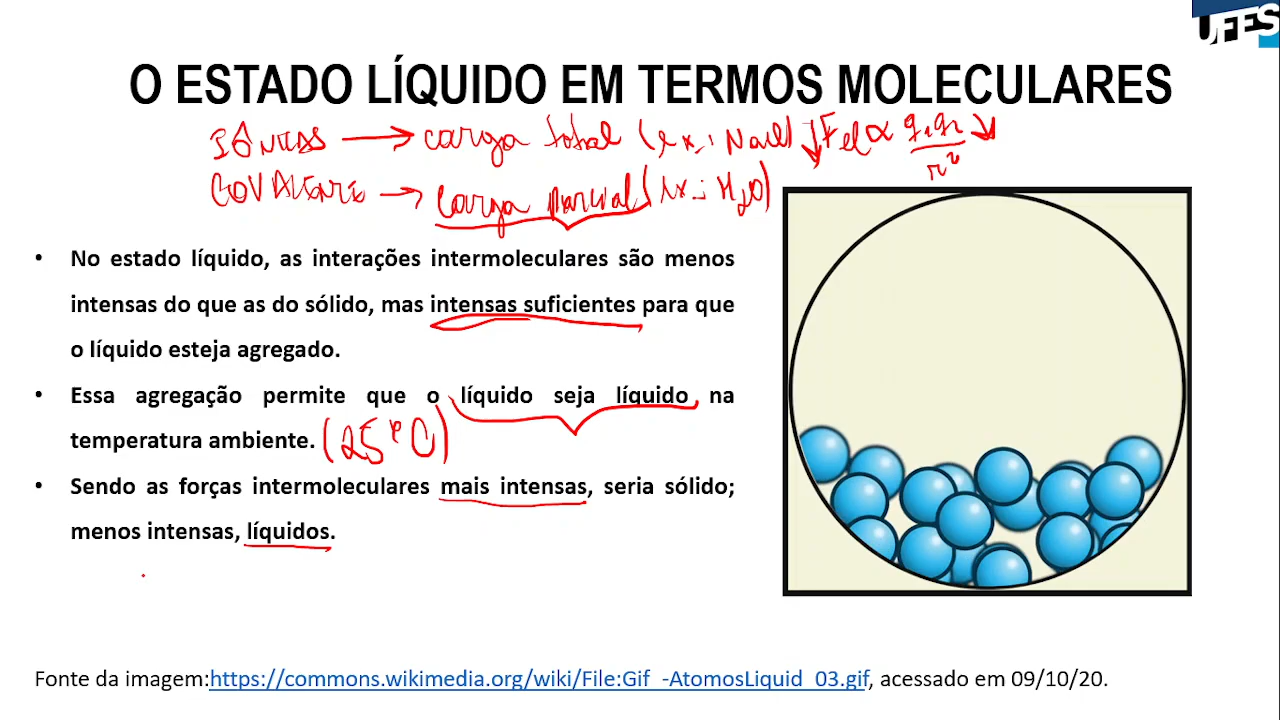 UFES
O ESTADO LÍQUIDO EM TERMOS MOLECULARES
IÔNICAS → carga total (ex.: NaCl) ↓Fel ∝ q1q2 ↓
r²
COVALENTE → carga parcial (ex.: H2O)
• No estado líquido, as interações intermoleculares são menos
intensas do que as do sólido, mas intensas suficientes para que
o líquido esteja agregado.
• Essa agregação permite que o líquido seja líquido na
temperatura ambiente. (25°C)
• Sendo as forças intermoleculares mais intensas, seria sólido;
menos intensas, líquidos.
Fonte da imagem:https://commons.wikimedia.org/wiki/File:Gif_-AtomosLiquid_03.gif, acessado em 09/10/20.